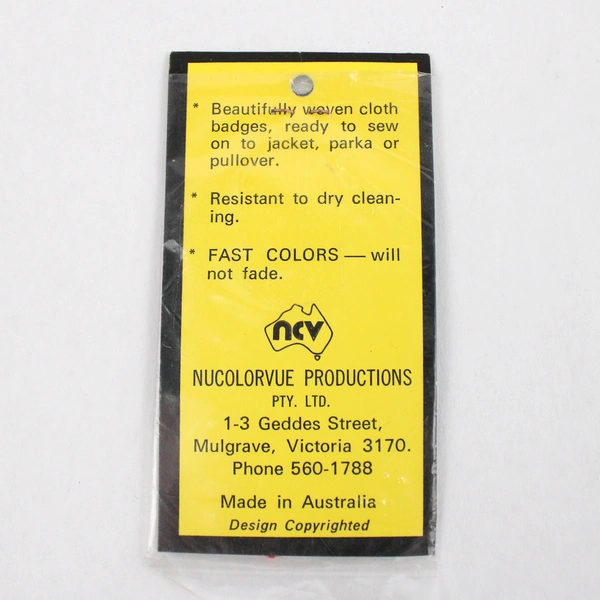 * Beautifully woven cloth
badges, ready to sew
on to jacket, parka or
pullover.
* Resistant to dry clean-
ing.
* FAST COLORS — will
not fade.
ncv
NUCOLORVUE PRODUCTIONS
PTY. LTD.
1-3 Geddes Street,
Mulgrave, Victoria 3170.
Phone 560-1788
Made in Australia
Design Copyrighted